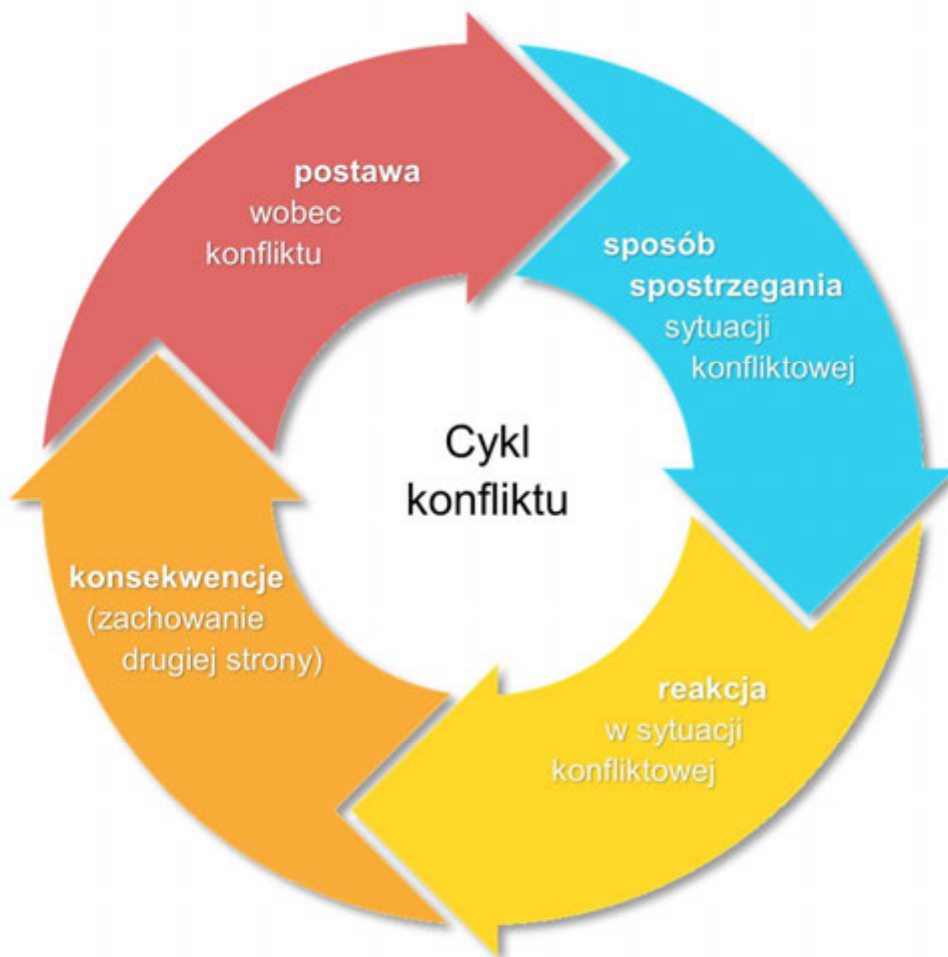 postawa
wobec
konfliktu
sposób
spostrzegania
sytuacji
konfliktowej
Cykl
konfliktu
konsekwencje
(zachowanie
drugiej strony)
reakcja
w sytuacji
konfliktowej